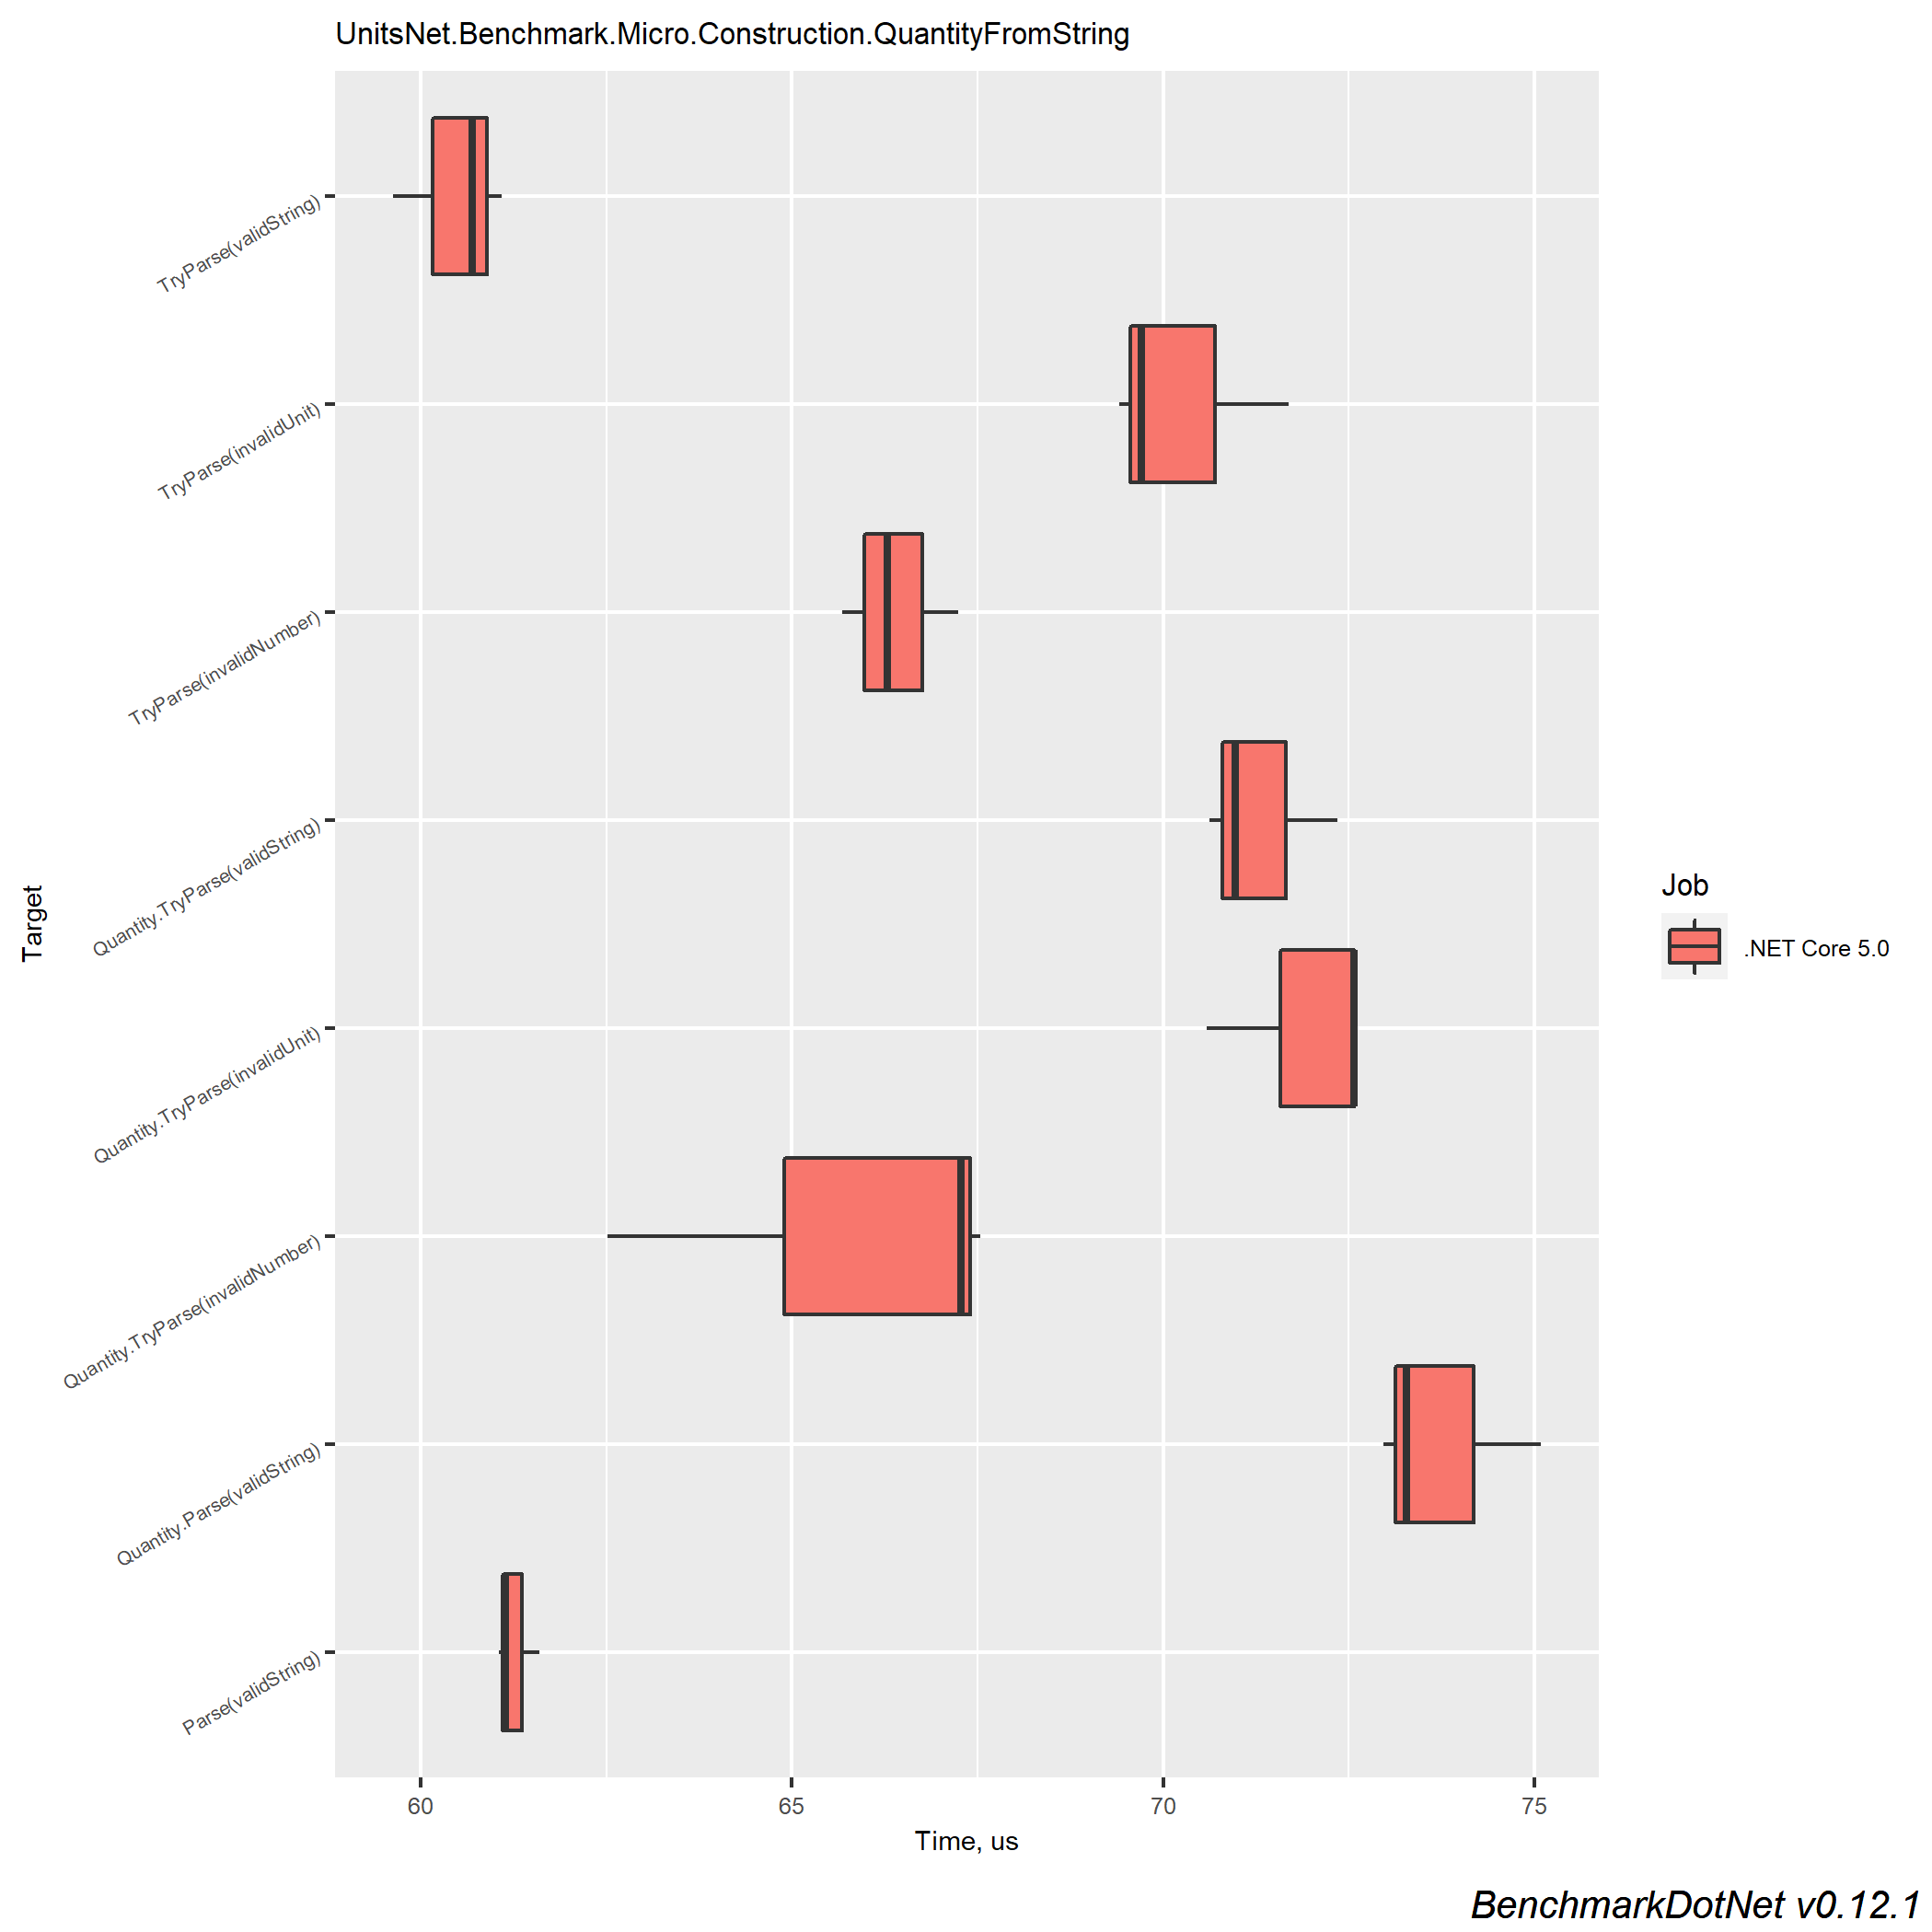 UnitsNet.Benchmark.Micro.Construction.QuantityFromString
TryParse(validString)
TryParse(invalidUnit)
TryParse(invalidNumber)
Quantity.TryParse(validString)
Quantity.TryParse(invalidUnit)
Quantity.TryParse(invalidNumber)
Quantity.Parse(validString)
Parse(validString)
Target
60 65 70 75
Time, us
Job
.NET Core 5.0
BenchmarkDotNet v0.12.1